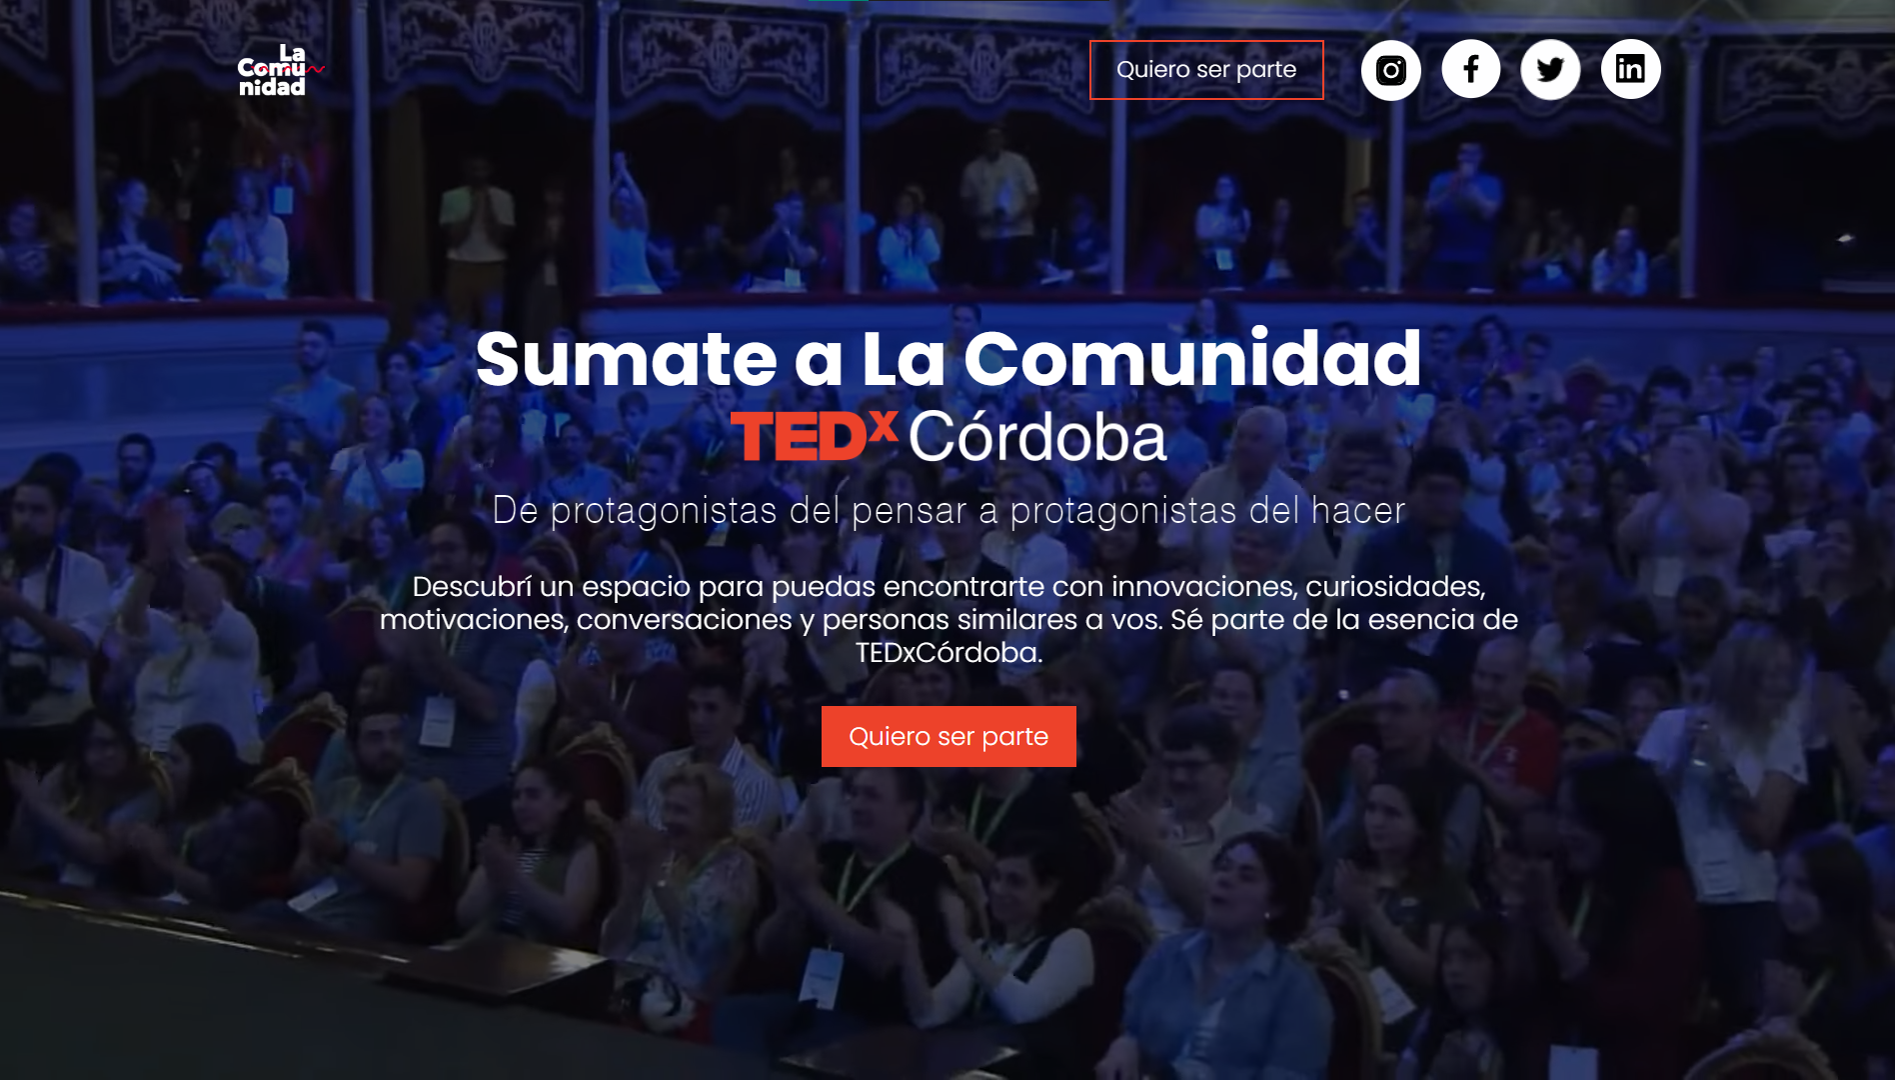 La
Comu
nidad
Quiero ser parte
Sumate a La Comunidad
TEDx Córdoba
De protagonistas del pensar a protagonistas del hacer
Descubrí un espacio para puedas encontrarte con innovaciones, curiosidades,
motivaciones, conversaciones y personas similares a vos. Sé parte de la esencia de
TEDxCórdoba.
Quiero ser parte